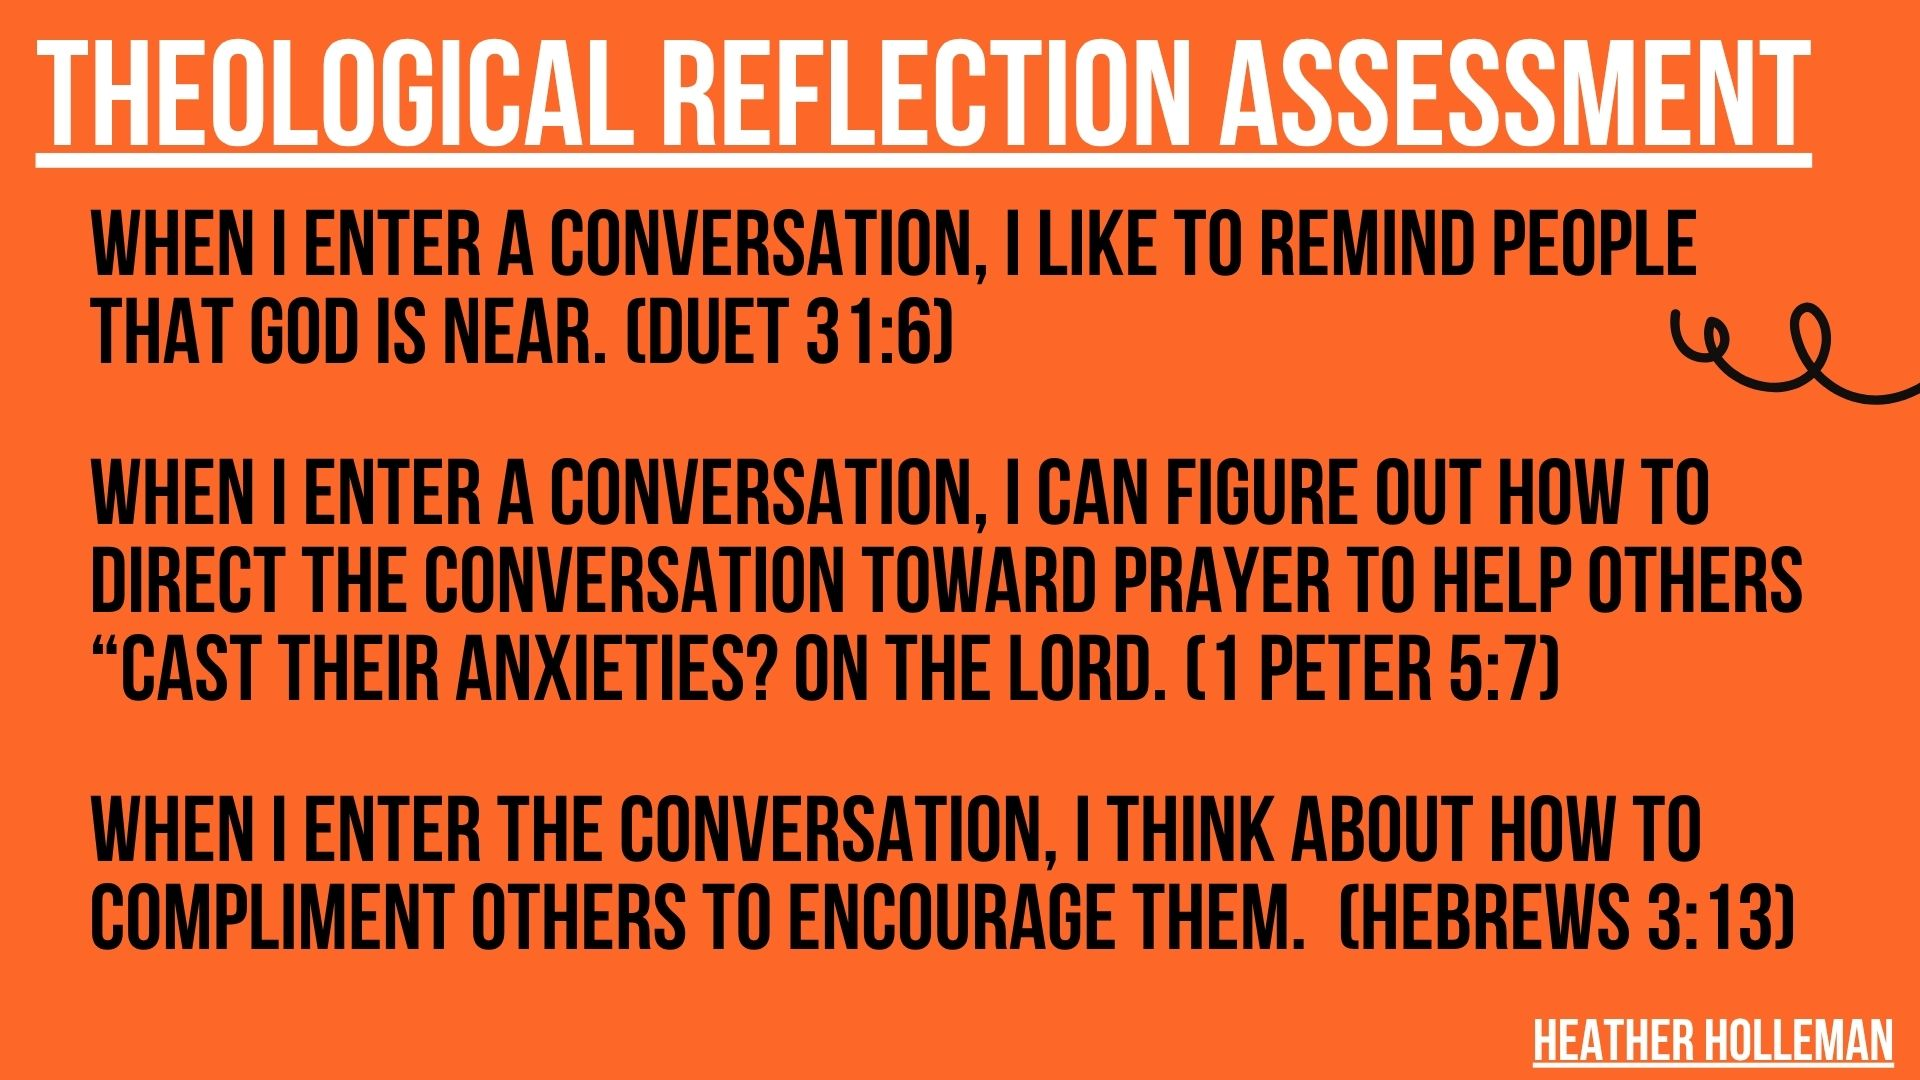 THEOLOGICAL REFLECTION ASSESSMENT
WHEN I ENTER A CONVERSATION, I LIKE TO REMIND PEOPLE
THAT GOD IS NEAR. (DUET 31:6)
WHEN I ENTER A CONVERSATION, I CAN FIGURE OUT HOW TO
DIRECT THE CONVERSATION TOWARD PRAYER TO HELP OTHERS
“CAST THEIR ANXIETIES? ON THE LORD. (1 PETER 5:7)
WHEN I ENTER THE CONVERSATION, I THINK ABOUT HOW TO
COMPLIMENT OTHERS TO ENCOURAGE THEM. (HEBREWS 3:13)
HEATHER HOLLEMAN